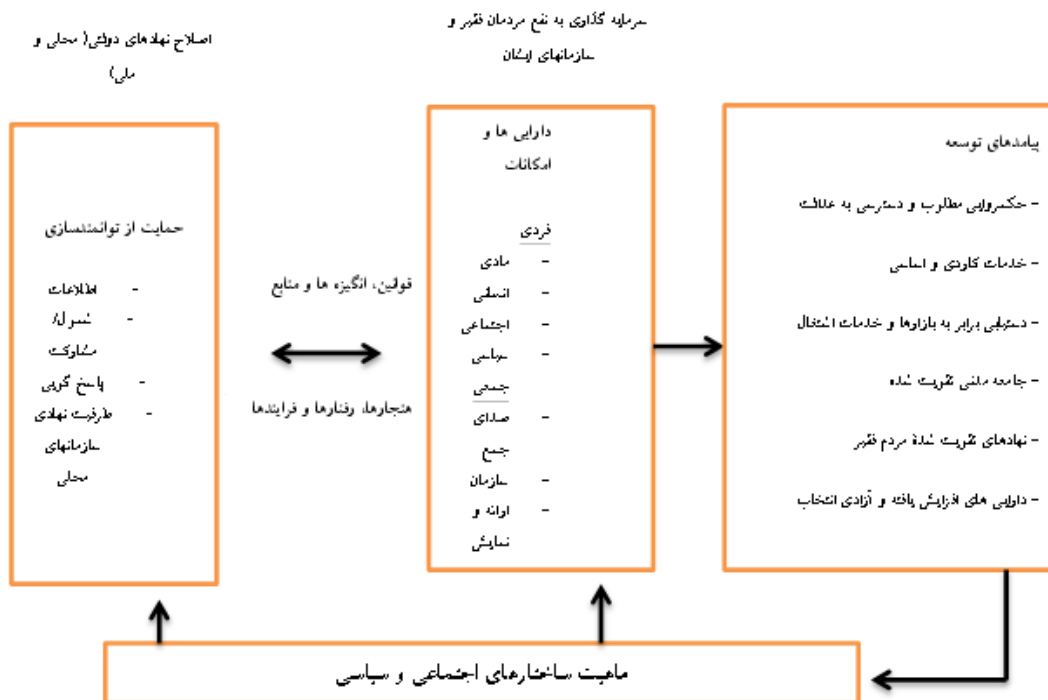 اصلاح نهادهای دولتی( محلی و
ملی)
حمایت از توانمندسازی
- اطلاعات
- شمول/
مشارکت
- پاسخ گویی
- ظرفیت نهادی
سازمانهای
محلی
قوانین، انگیزه ها و منابع
هنجارها، رفتارها و فرایندها
سرمایه گذاری به نفع مردمان فقیر و
سازمانهای ایشان
دارایی ها و
امکانات
فردی
- مادی
- انسانی
- اجتماعی
- سیاسی
جمعی
- صدای
جمع
- سازمان
- ارائه و
نمایش
پیامدهای توسعه
- حکمروایی مطلوب و دسترسی به عدالت
- خدمات کاردی و اساسی
- دستیابی برابر به بازارها و خدمات اشتغال
- جامعه مدنی تقویت شده
- نهادهای تقویت شدۀ مردم فقیر
- دارایی های افزایش یافته و آزادی انتخاب
ماهیت ساختارهای اجتماعی و سیاسی